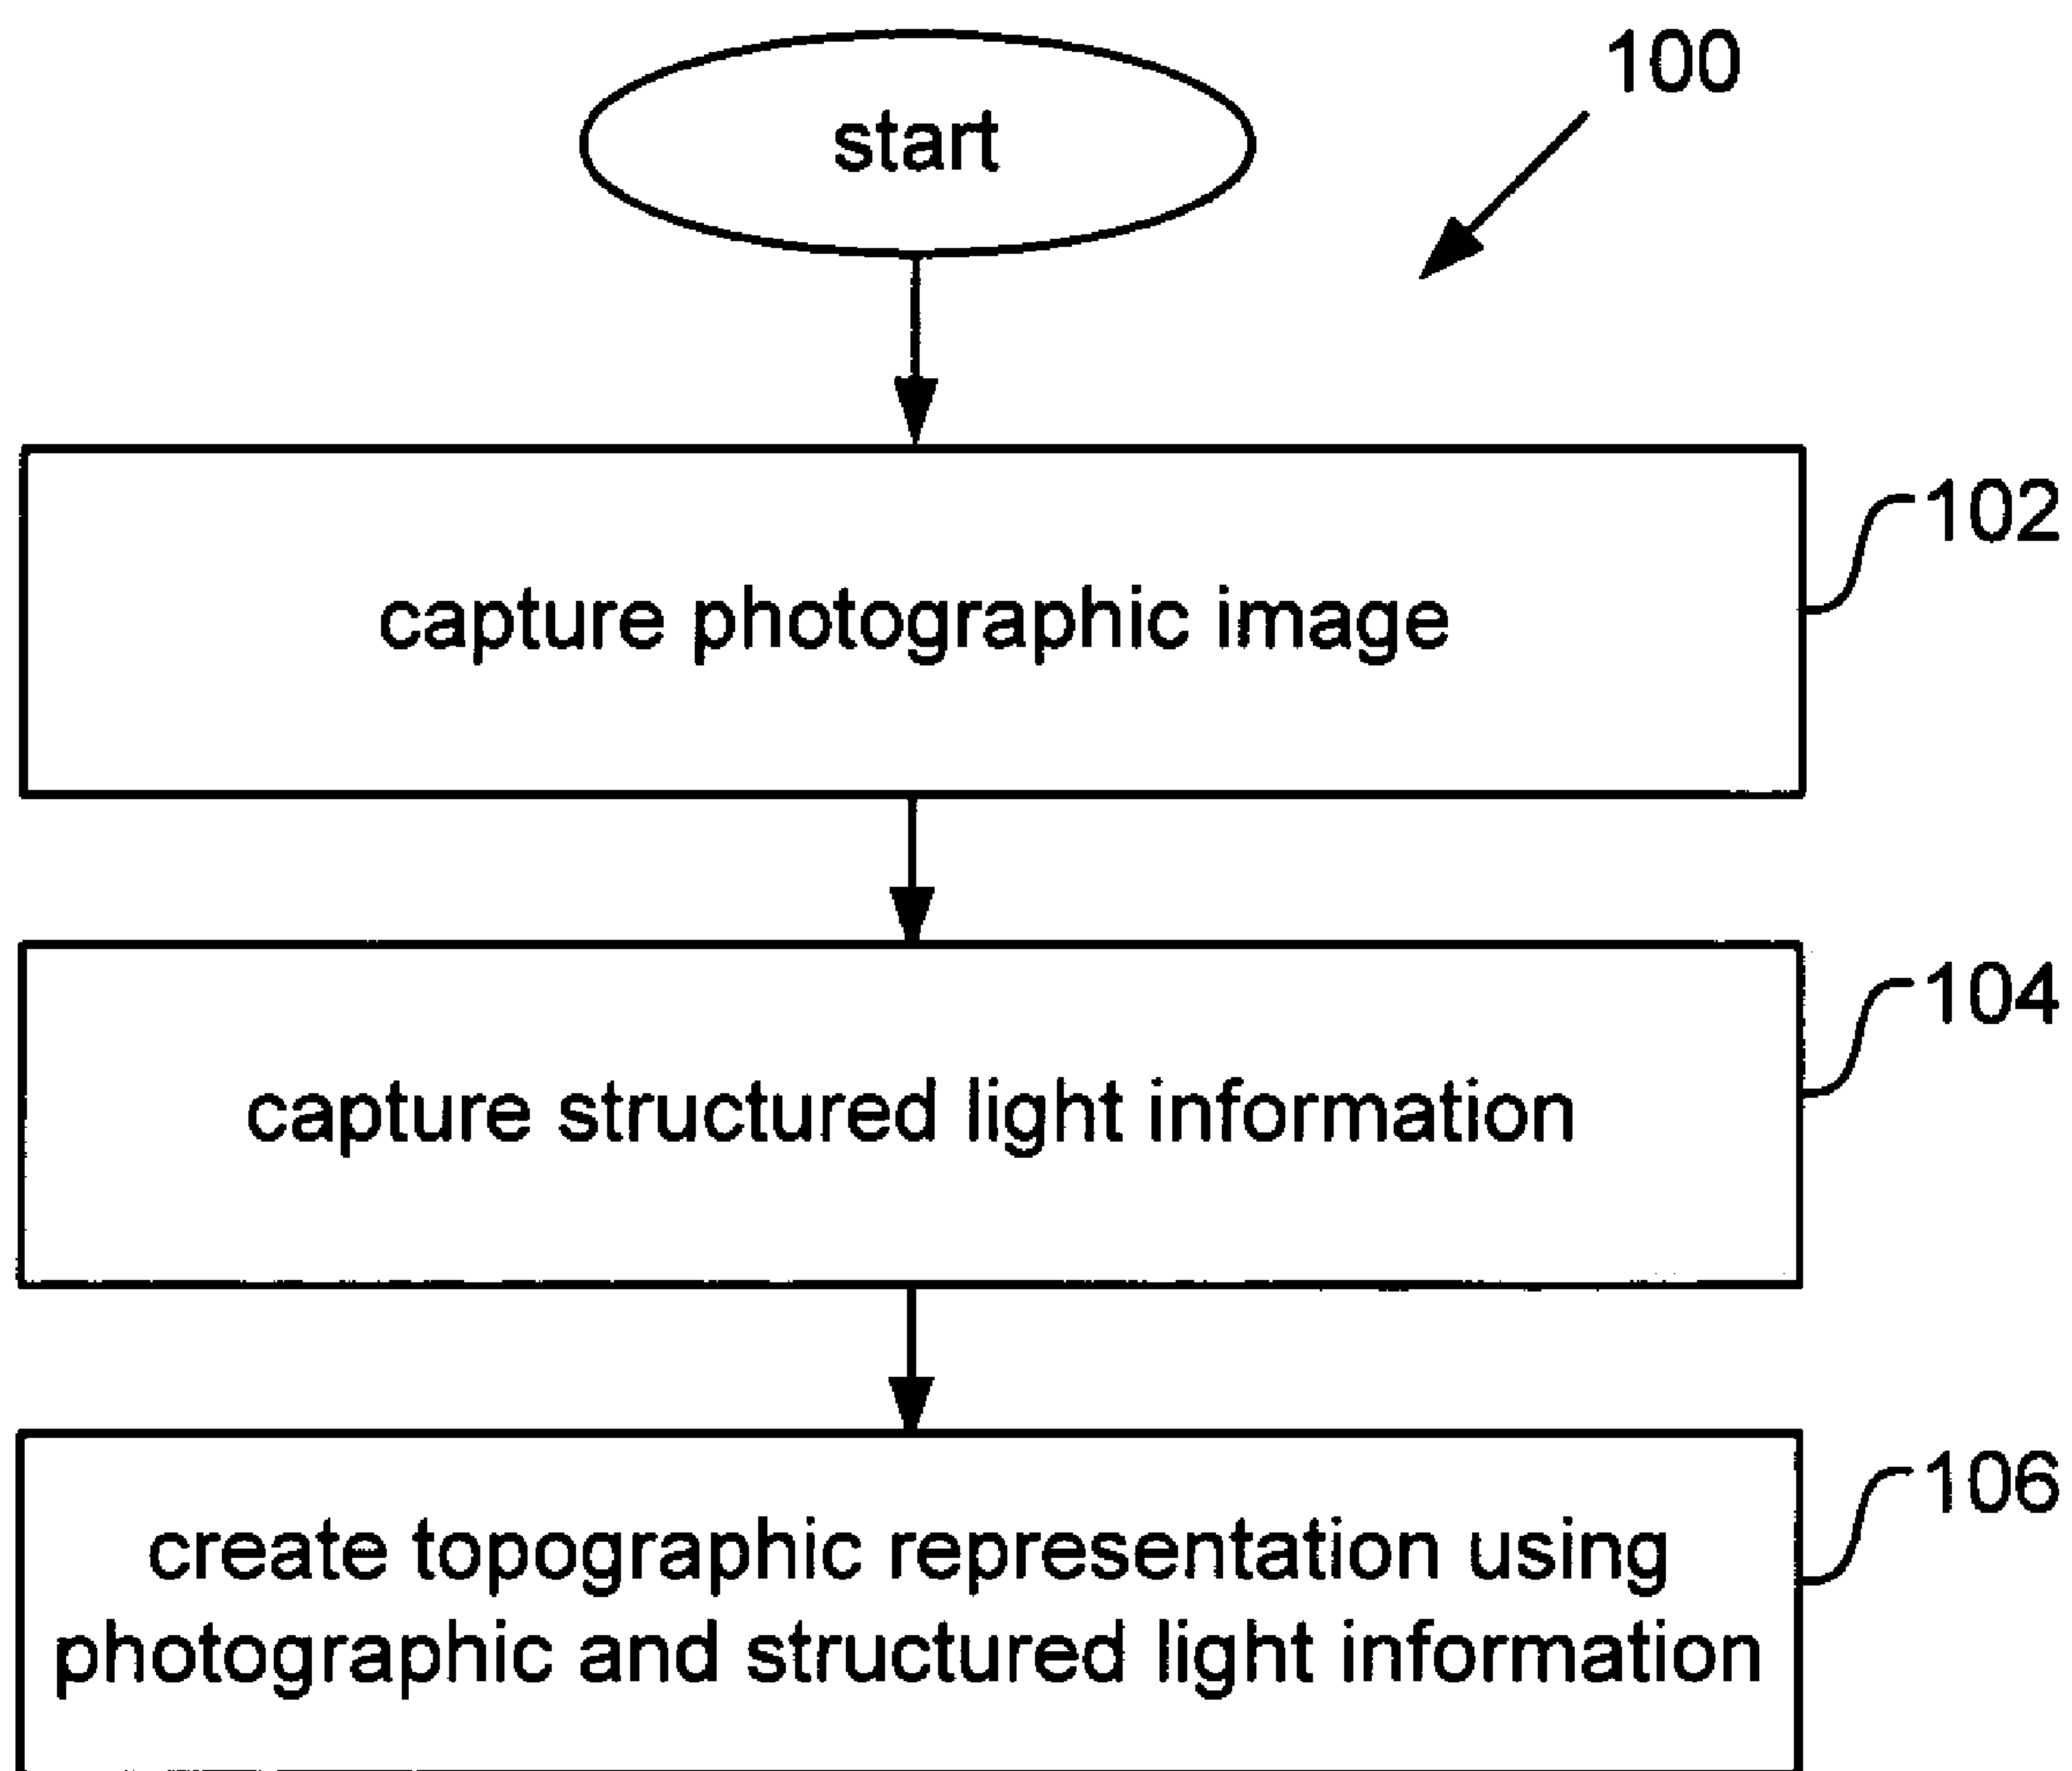 start
100
capture photographic image
102
capture structured light information
104
create topographic representation using
photographic and structured light information
106